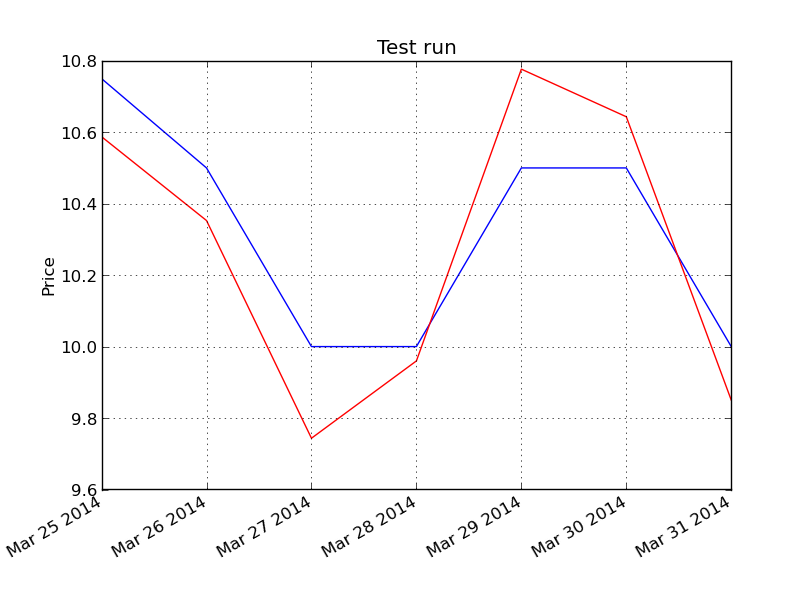 Test run
10.8
10.6
10.4
10.2
10.0
9.8
9.6
Price
Mar 25 2014
Mar 26 2014
Mar 27 2014
Mar 28 2014
Mar 29 2014
Mar 30 2014
Mar 31 2014